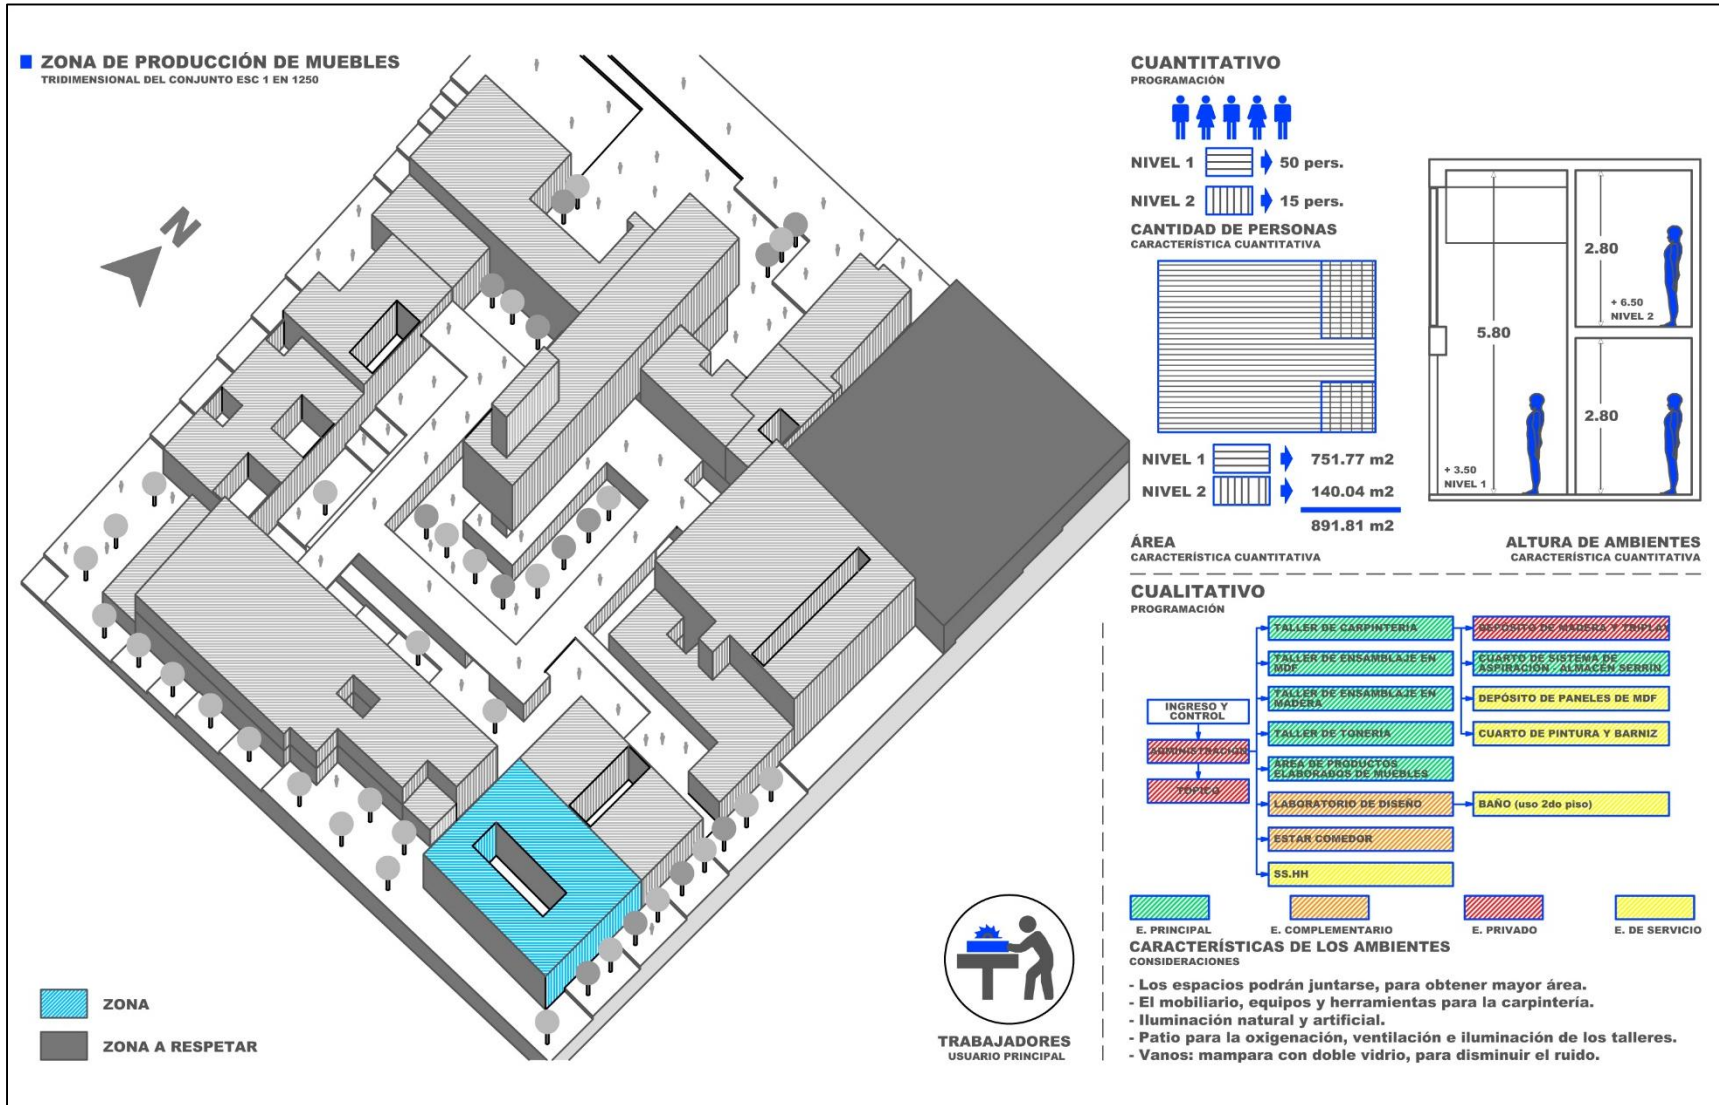 ZONA DE PRODUCCIÓN DE MUEBLES
TRIDIMENSIONAL DEL CONJUNTO ESC 1 EN 1250
N
ZONA
ZONA A RESPETAR
TRABAJADORES
USUARIO PRINCIPAL
CUANTITATIVO
PROGRAMACIÓN
NIVEL 1 50 pers.
NIVEL 2 15 pers.
CANTIDAD DE PERSONAS
CARACTERÍSTICA CUANTITATIVA
NIVEL 1 751.77 m2
NIVEL 2 140.04 m2
891.81 m2
ÁREA
CARACTERÍSTICA CUANTITATIVA
2.80
+ 6.50
NIVEL 2
5.80
2.80
+ 3.50
NIVEL 1
ALTURA DE AMBIENTES
CARACTERÍSTICA CUANTITATIVA
CUALITATIVO
PROGRAMACIÓN
INGRESO Y
CONTROL
ADMINISTRACIÓN
TÓPICO
TALLER DE CARPINTERÍA
TALLER DE ENSAMBLAJE EN
MDF
TALLER DE ENSAMBLAJE EN
MADERA
TALLER DE TONERÍA
ÁREA DE PRODUCTOS
ELABORADOS DE MUEBLES
LABORATORIO DE DISEÑO
ESTAR COMEDOR
SS.HH
DEPÓSITO DE MADERA Y TRIPLAY
CUARTO DE SISTEMA DE
ASPIRACIÓN - ALMACÉN SERRÍN
DEPÓSITO DE PANELES DE MDF
CUARTO DE PINTURA Y BARNIZ
BAÑO (uso 2do piso)
E. PRINCIPAL
E. COMPLEMENTARIO
E. PRIVADO
E. DE SERVICIO
CARACTERÍSTICAS DE LOS AMBIENTES
CONSIDERACIONES
- Los espacios podrán juntarse, para obtener mayor área.
- El mobiliario, equipos y herramientas para la carpintería.
- Iluminación natural y artificial.
- Patio para la oxigenación, ventilación e iluminación de los talleres.
- Vanos: mampara con doble vidrio, para disminuir el ruido.